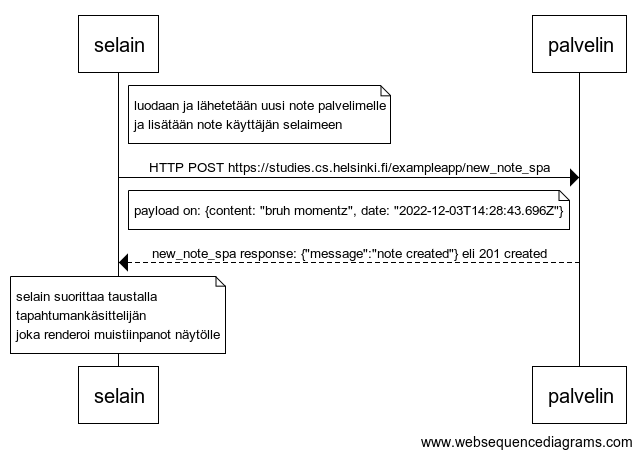 selain
palvelin
luodaan ja lähetetään uusi note palvelimelle
ja lisätään note käyttäjän selaimeen
HTTP POST https://studies.cs.helsinki.fi/exampleapp/new_note_spa
payload on: {content: "bruh momentz", date: "2022-12-03T14:28:43.696Z"}
new_note_spa response: {"message":"note created"} eli 201 created
selain suorittaa taustalla
tapahtumankäsittelijän
joka renderoi muistiinpanot näytölle
selain
palvelin
www.websequencediagrams.com